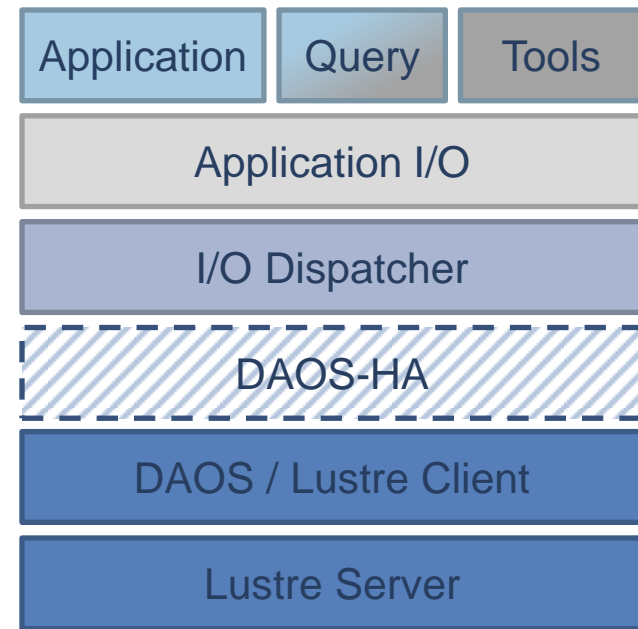 Application Query Tools
Application I/O
I/O Dispatcher
DAOS-HA
DAOS / Lustre Client
Lustre Server